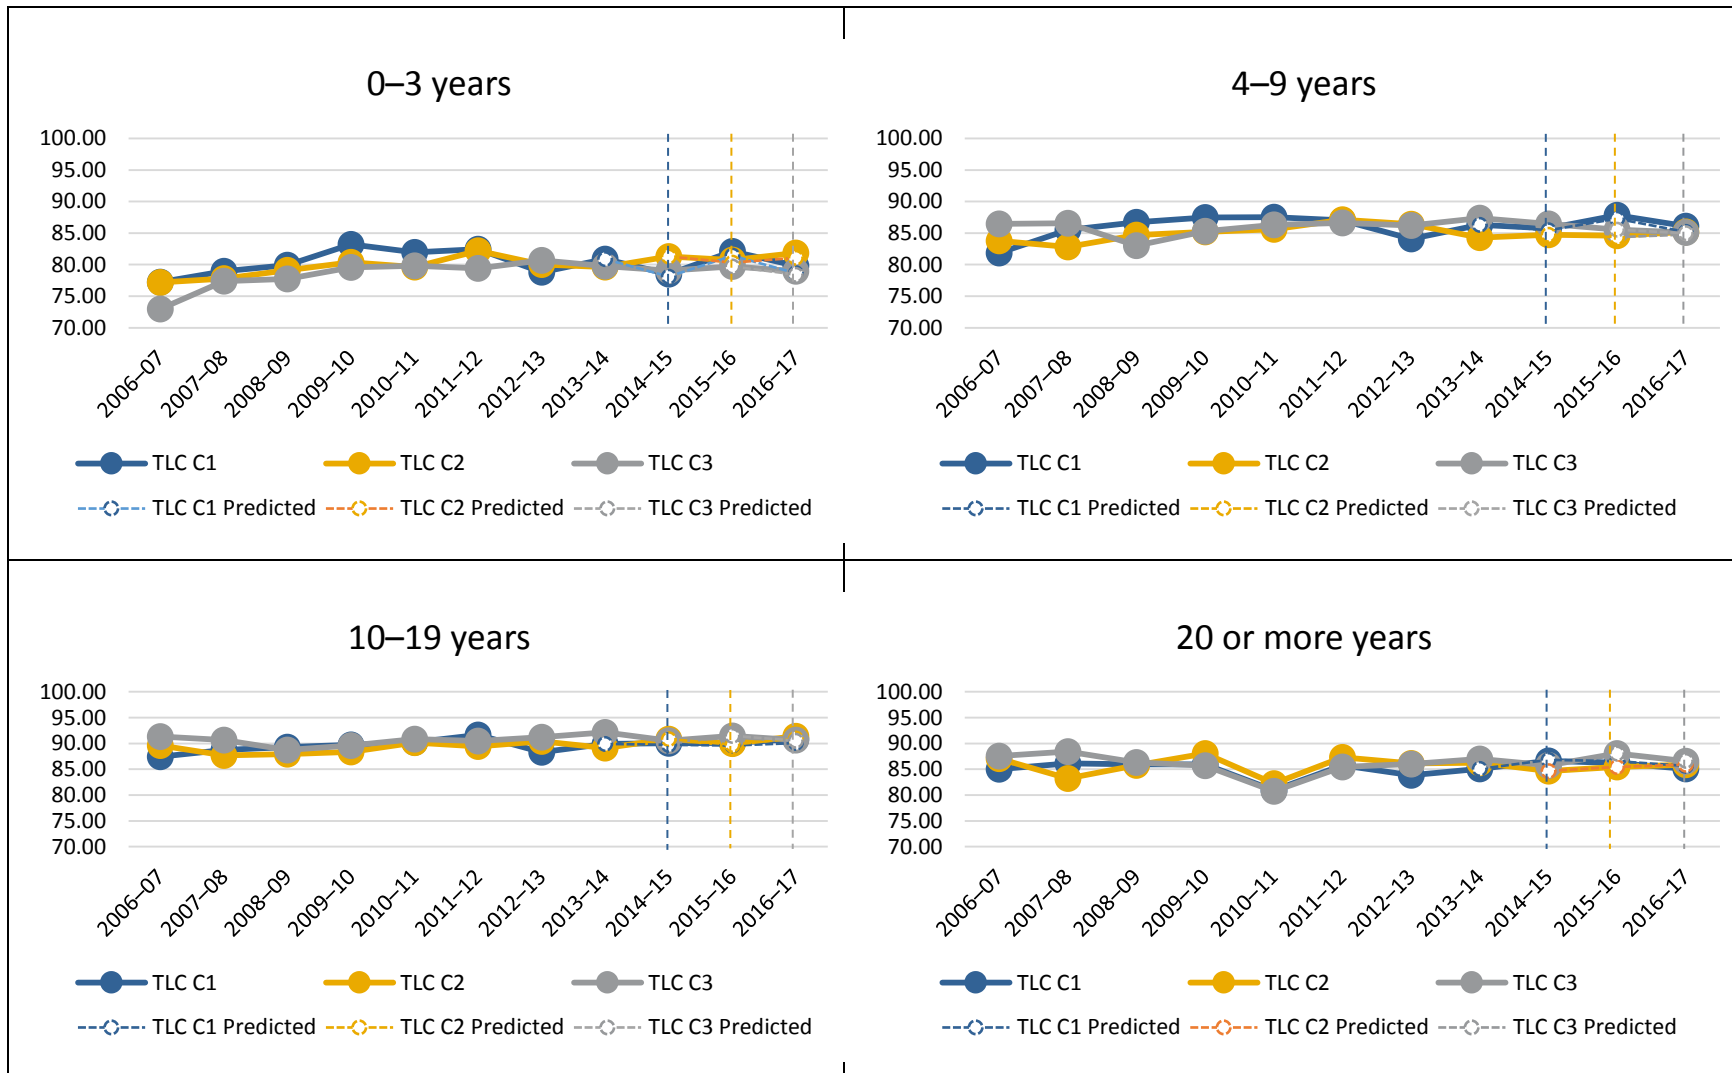 0–3 years
100.00
95.00
90.00
85.00
80.00
75.00
70.00
2006–07
2007–08
2008–09
2009–10
2010–11
2011–12
2012–13
2013–14
2014–15
2015–16
2016–17
TLC C1
TLC C2
TLC C3
TLC C1 Predicted
TLC C2 Predicted
TLC C3 Predicted
4–9 years
100.00
95.00
90.00
85.00
80.00
75.00
70.00
2006–07
2007–08
2008–09
2009–10
2010–11
2011–12
2012–13
2013–14
2014–15
2015–16
2016–17
TLC C1
TLC C2
TLC C3
TLC C1 Predicted
TLC C2 Predicted
TLC C3 Predicted
10–19 years
100.00
95.00
90.00
85.00
80.00
75.00
70.00
2006–07
2007–08
2008–09
2009–10
2010–11
2011–12
2012–13
2013–14
2014–15
2015–16
2016–17
TLC C1
TLC C2
TLC C3
TLC C1 Predicted
TLC C2 Predicted
TLC C3 Predicted
20 or more years
100.00
95.00
90.00
85.00
80.00
75.00
70.00
2006–07
2007–08
2008–09
2009–10
2010–11
2011–12
2012–13
2013–14
2014–15
2015–16
2016–17
TLC C1
TLC C2
TLC C3
TLC C1 Predicted
TLC C2 Predicted
TLC C3 Predicted